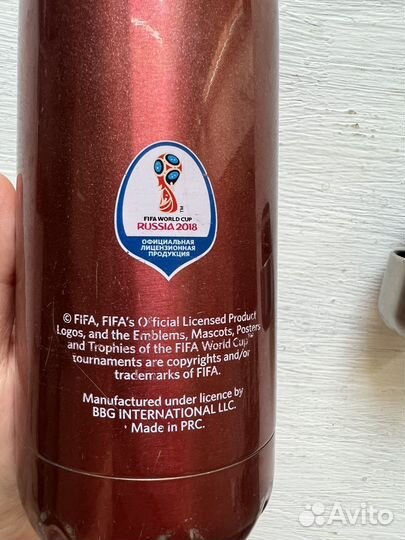 FIFA WORLD CUP
RUSSIA 2018
ОФИЦИАЛЬНАЯ
ЛИЦЕНЗИОННАЯ
ПРОДУКЦИЯ
© FIFA, FIFA's Official Licensed Product
Logos, and the Emblems, Mascots, Posters
and Trophies of the FIFA World Cup
tournaments are copyrights and/or
trademarks of FIFA.
Manufactured under licence by
BBG INTERNATIONAL LLC.
Made in PRC.
Avito